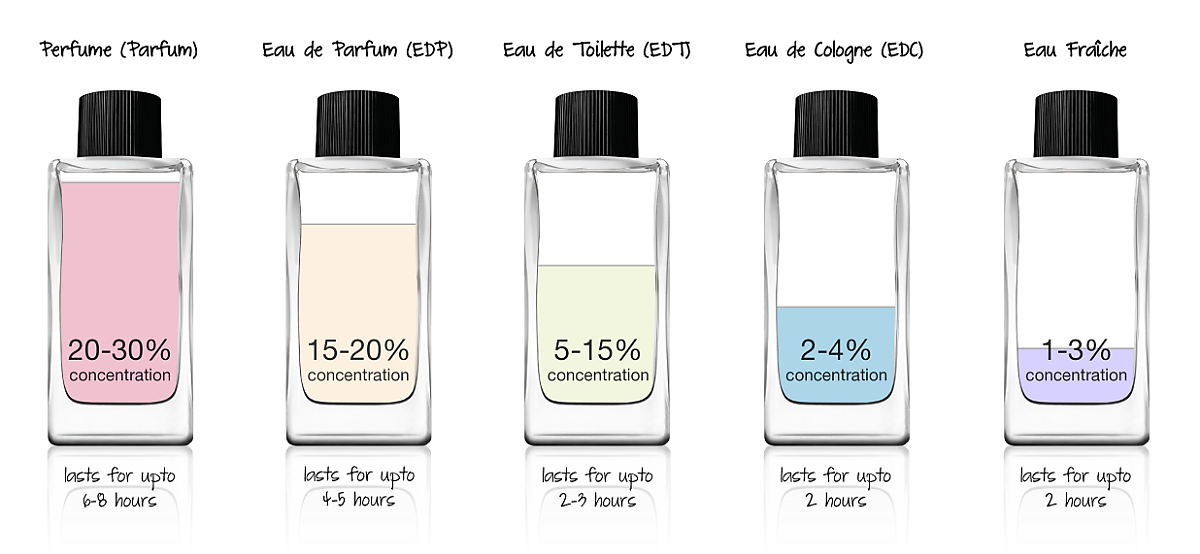 Perfume (Parfum)
Eau de Parfum (EDP)
Eau de Toilette (EDT)
Eau de Cologne (EDC)
Eau Fraîche
20-30%
concentration
15-20%
concentration
5-15%
concentration
2-4%
concentration
1-3%
concentration
lasts for upto
6-8 hours
lasts for upto
4-5 hours
lasts for upto
2-3 hours
lasts for upto
2 hours
lasts for upto
2 hours